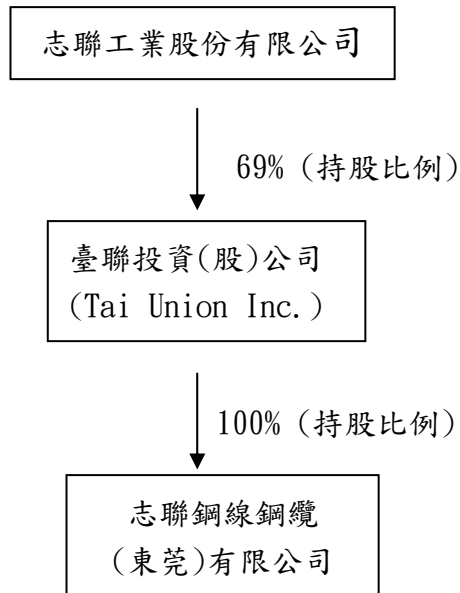 志聯工業股份有限公司
69% (持股比例)
臺聯投資(股)公司
(Tai Union Inc.)
100% (持股比例)
志聯鋼線鋼纜
(東莞)有限公司